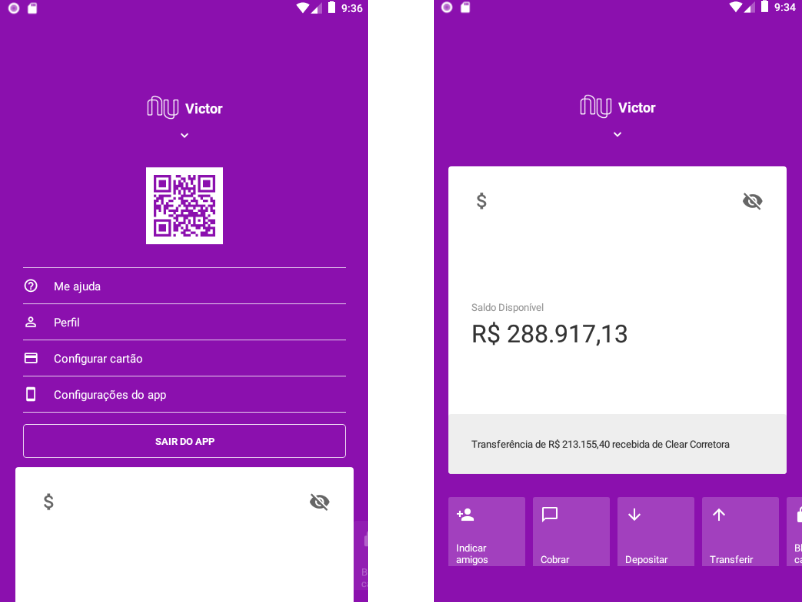 9:36
nu Victor
Me ajuda
Perfil
Configurar cartão
Configurações do app
SAIR DO APP
$
9:34
nu Victor
$
Saldo Disponível
R$ 288.917,13
Transferência de R$ 213.155,40 recebida de Clear Corretora
Indicar
amigos
Cobrar
Depositar
Transferir